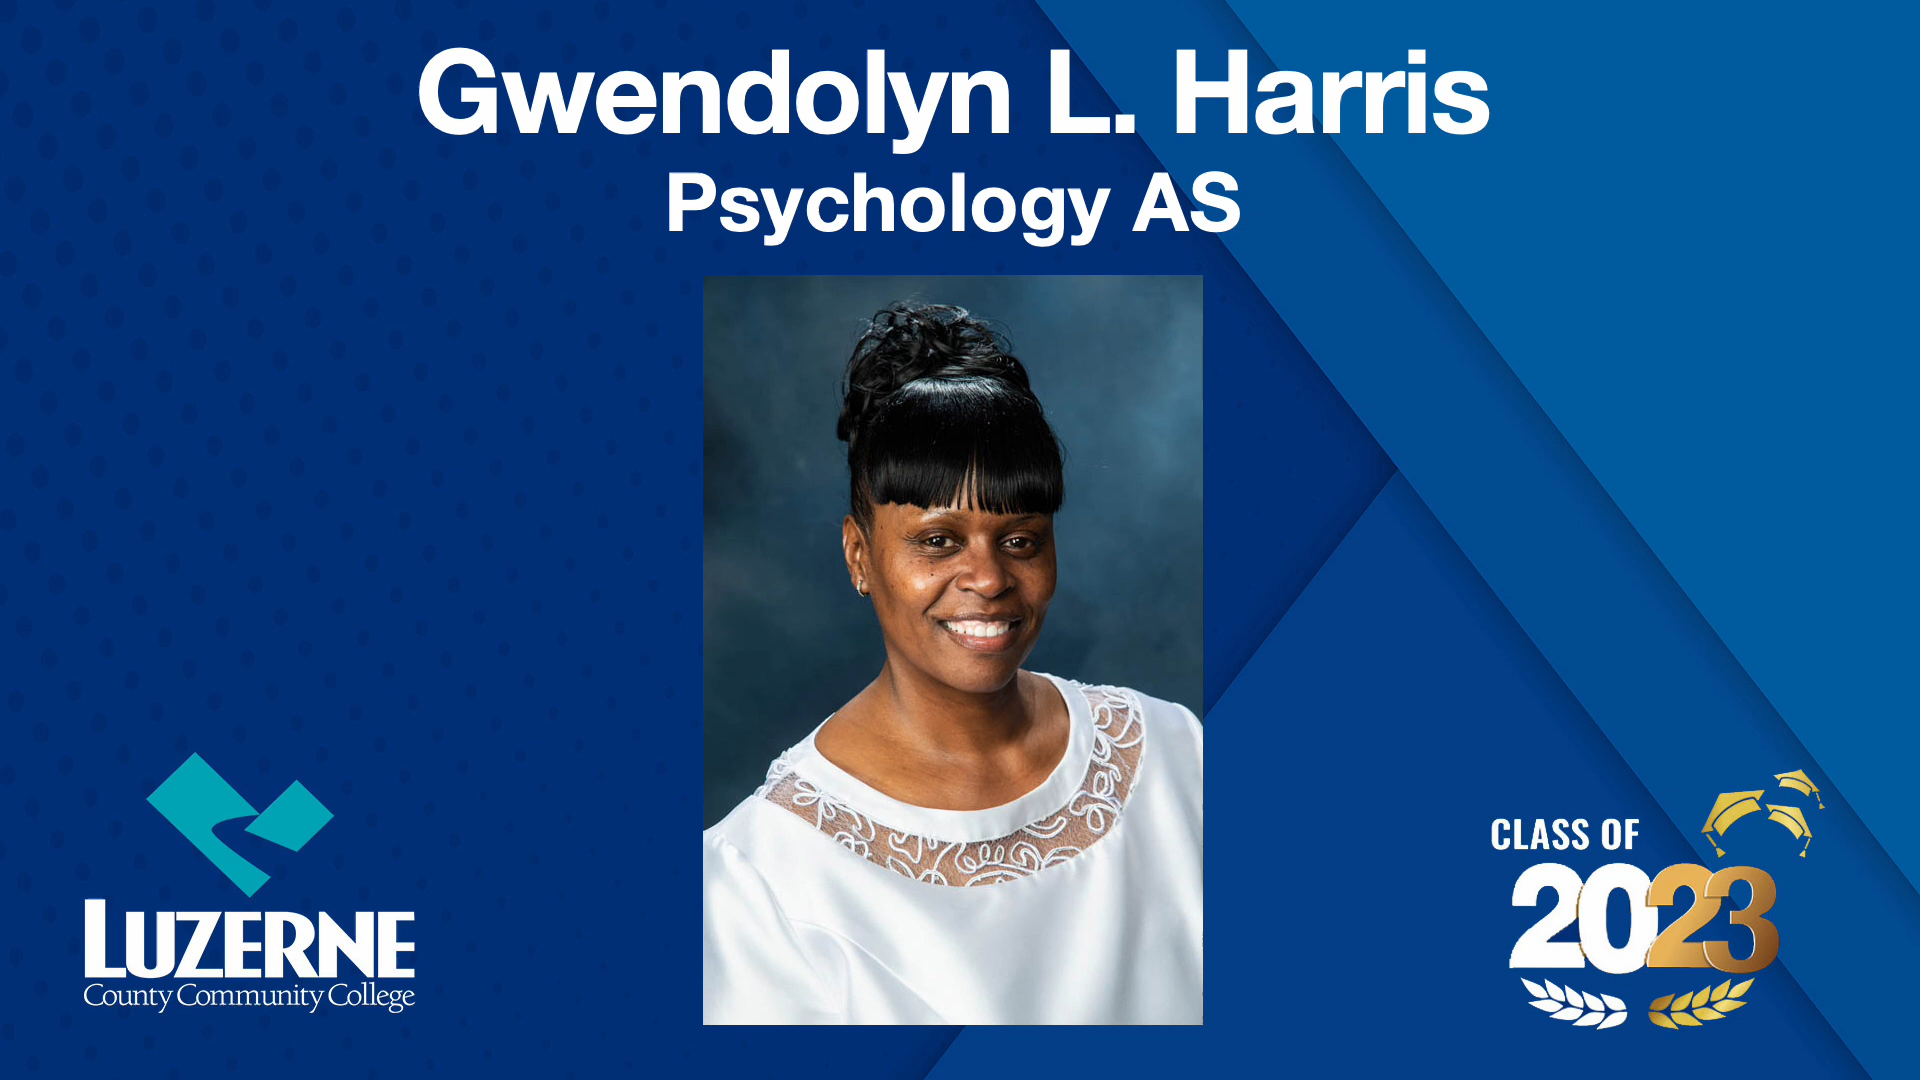 Gwendolyn L. Harris
Psychology AS
LUZERNE
County Community College
CLASS OF
2023